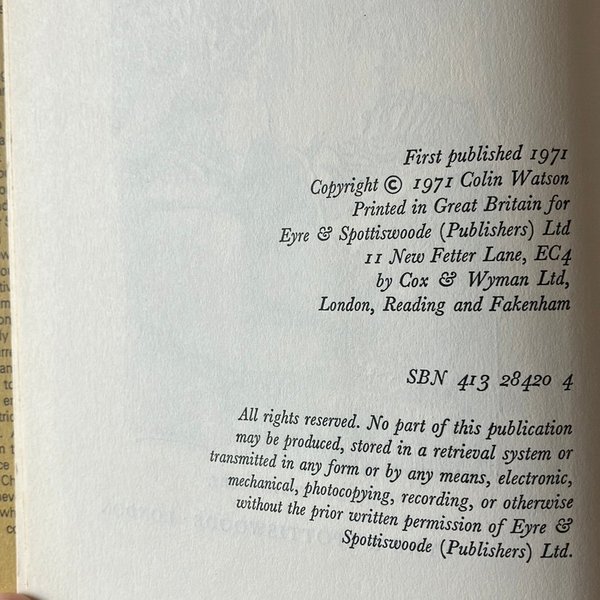 First published 1971
Copyright © 1971 Colin Watson
Printed in Great Britain for
Eyre & Spottiswoode (Publishers) Ltd
11 New Fetter Lane, EC4
by Cox & Wyman Ltd,
London, Reading and Fakenham
SBN 413 28420 4
All rights reserved. No part of this publication
may be produced, stored in a retrieval system or
transmitted in any form or by any means, electronic,
mechanical, photocopying, recording, or otherwise
without the prior written permission of Eyre &
Spottiswoode (Publishers) Ltd.